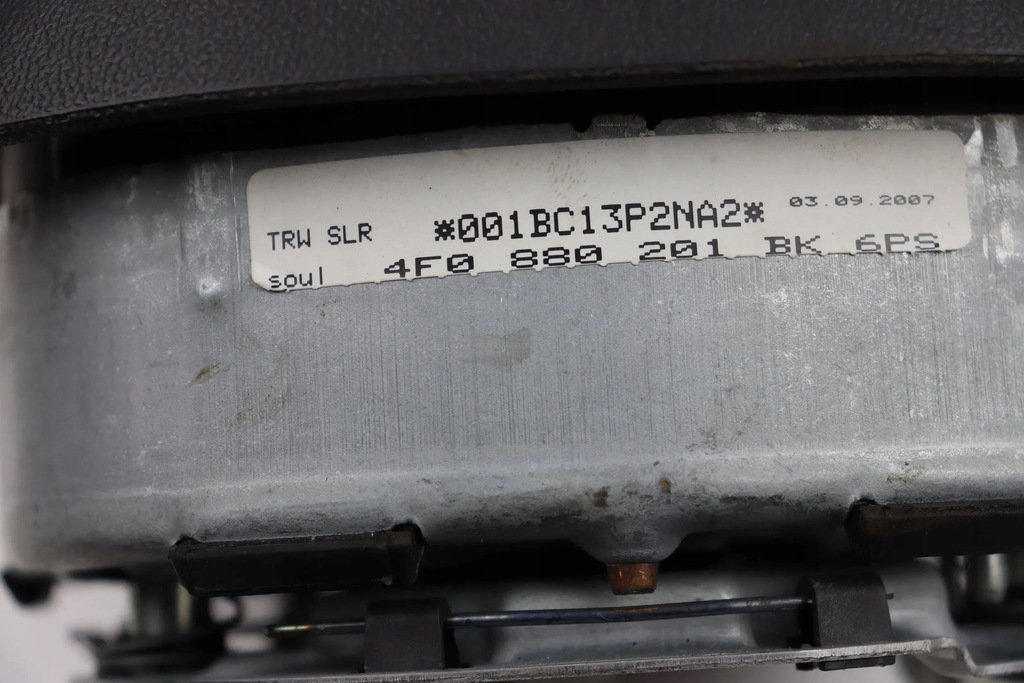 TRW SLR *001BC13P2NA2* 03.09.2007
soul 4F0 880 201 BK 6PS